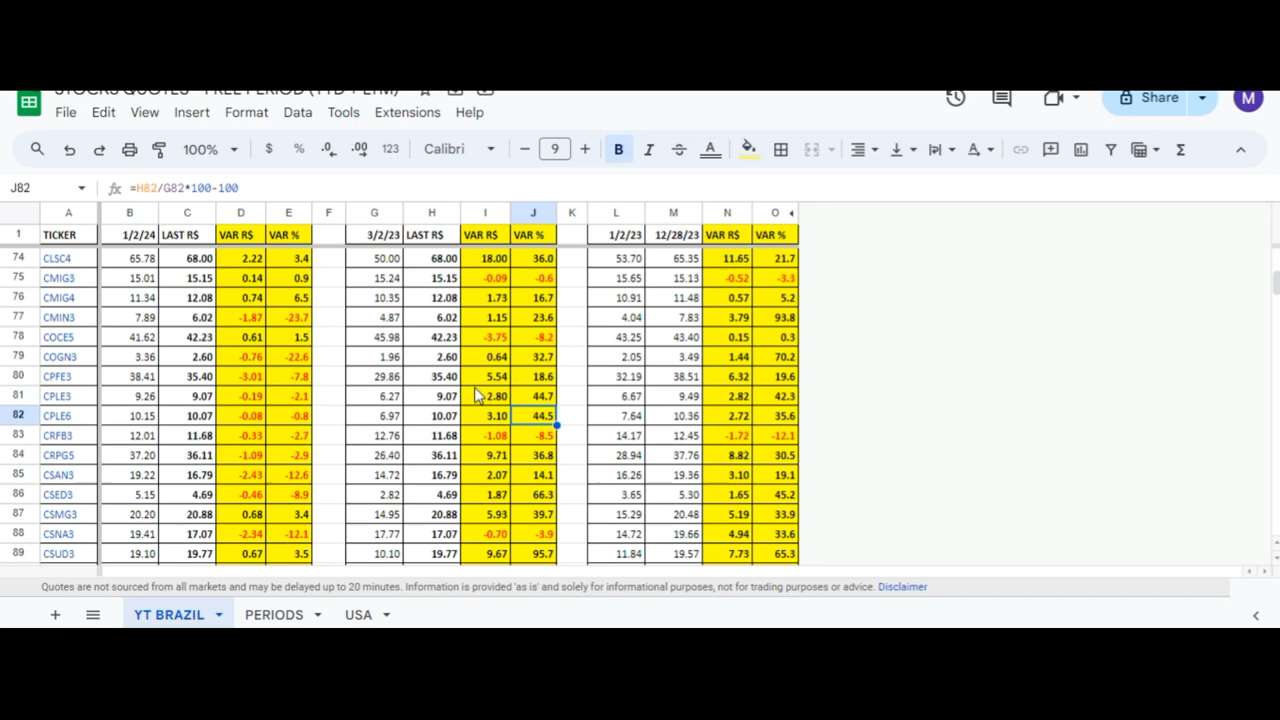 STOCKS QUOTES - FREE PERIOD (YTD + LTM)
File Edit View Insert Format Data Tools Extensions Help
Share M
100% $ % .0 .00 123 Calibri - 9 + B I A Σ
J82 fx =H82/G82*100-100
A B C D E F G H I J K L M N O
1 TICKER 1/2/24 LAST R$ VAR R$ VAR % 3/2/23 LAST R$ VAR R$ VAR % 1/2/23 12/28/23 VAR R$ VAR %
74 CLSC4 65.78 68.00 2.22 3.4 50.00 68.00 18.00 36.0 53.70 65.35 11.65 21.7
75 CMIG3 15.01 15.15 0.14 0.9 15.24 15.15 -0.09 -0.6 15.65 15.13 -0.52 -3.3
76 CMIG4 11.34 12.08 0.74 6.5 10.35 12.08 1.73 16.7 10.91 11.48 0.57 5.2
77 CMIN3 7.89 6.02 -1.87 -23.7 4.87 6.02 1.15 23.6 4.04 7.83 3.79 93.8
78 COCE5 41.62 42.23 0.61 1.5 45.98 42.23 -3.75 -8.2 43.25 43.40 0.15 0.3
79 COGN3 3.36 2.60 -0.76 -22.6 1.96 2.60 0.64 32.7 2.05 3.49 1.44 70.2
80 CPFE3 38.41 35.40 -3.01 -7.8 29.86 35.40 5.54 18.6 32.19 38.51 6.32 19.6
81 CPLE3 9.26 9.07 -0.19 -2.1 6.27 9.07 2.80 44.7 6.67 9.49 2.82 42.3
82 CPLE6 10.15 10.07 -0.08 -0.8 6.97 10.07 3.10 44.5 7.64 10.36 2.72 35.6
83 CRFB3 12.01 11.68 -0.33 -2.7 12.76 11.68 -1.08 -8.5 14.17 12.45 -1.72 -12.1
84 CRPG5 37.20 36.11 -1.09 -2.9 26.40 36.11 9.71 36.8 28.94 37.76 8.82 30.5
85 CSAN3 19.22 16.79 -2.43 -12.6 14.72 16.79 2.07 14.1 16.26 19.36 3.10 19.1
86 CSED3 5.15 4.69 -0.46 -8.9 2.82 4.69 1.87 66.3 3.65 5.30 1.65 45.2
87 CSMG3 20.20 20.88 0.68 3.4 14.95 20.88 5.93 39.7 15.29 20.48 5.19 33.9
88 CSNA3 19.41 17.07 -2.34 -12.1 17.77 17.07 -0.70 -3.9 14.72 19.66 4.94 33.6
89 CSUD3 19.10 19.77 0.67 3.5 10.10 19.77 9.67 95.7 11.84 19.57 7.73 65.3
Quotes are not sourced from all markets and may be delayed up to 20 minutes. Information is provided 'as is' and solely for informational purposes, not for trading purposes or advice. Disclaimer
YT BRAZIL PERIODS USA